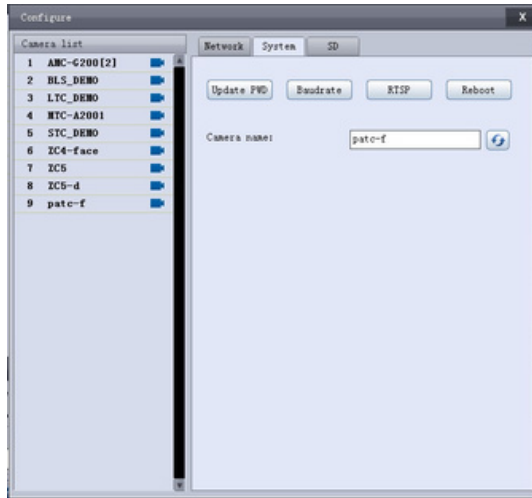 Configure X
Camera list
1 AMC-G200[2]
2 BLS_DEMO
3 LTC_DEMO
4 MTC-A2001
5 STC_DEMO
6 ZC4-face
7 ZC5
8 ZC5-d
9 patc-f
Network System SD
Update PWD Baudrate RTSP Reboot
Camera name: patc-f